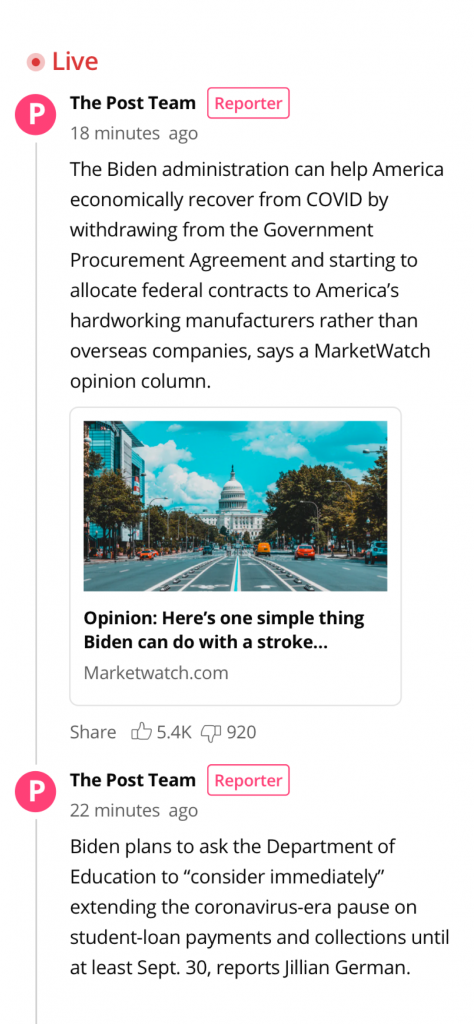 Live
P
The Post Team Reporter
18 minutes ago
The Biden administration can help America
economically recover from COVID by
withdrawing from the Government
Procurement Agreement and starting to
allocate federal contracts to America’s
hardworking manufacturers rather than
overseas companies, says a MarketWatch
opinion column.
Opinion: Here’s one simple thing
Biden can do with a stroke...
Marketwatch.com
Share 5.4K 920
P
The Post Team Reporter
22 minutes ago
Biden plans to ask the Department of
Education to “consider immediately”
extending the coronavirus-era pause on
student-loan payments and collections until
at least Sept. 30, reports Jillian German.